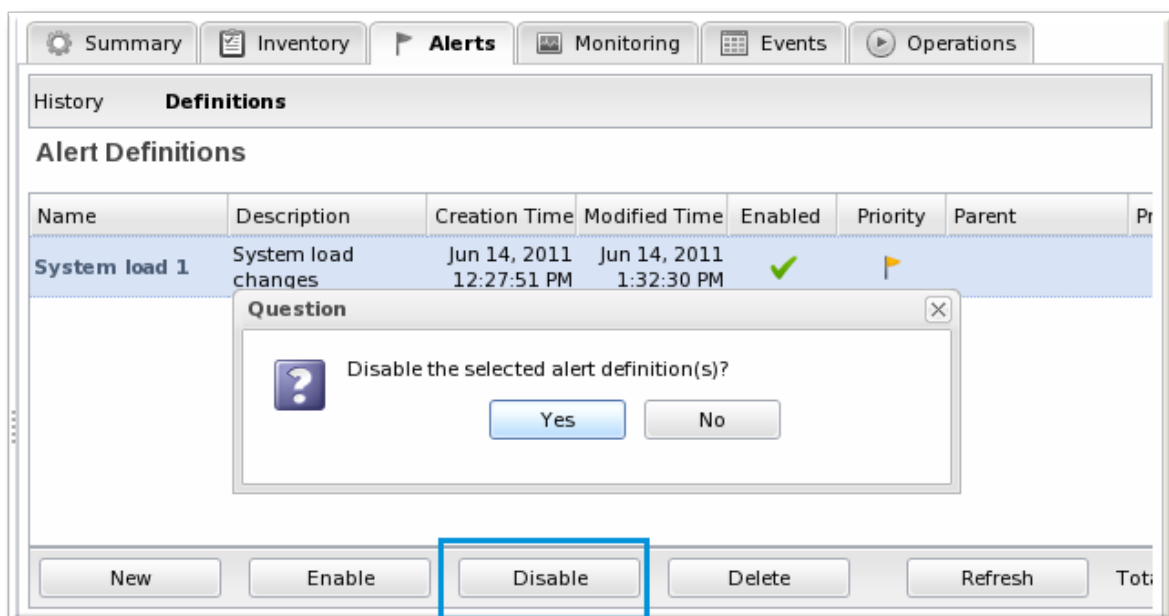 Summary Inventory Alerts Monitoring Events Operations
History Definitions
Alert Definitions
Name Description Creation Time Modified Time Enabled Priority Parent Pr
System load 1 System load changes Jun 14, 2011 12:27:51 PM Jun 14, 2011 1:32:30 PM
Question
?
Disable the selected alert definition(s)?
Yes No
New Enable Disable Delete Refresh Tota